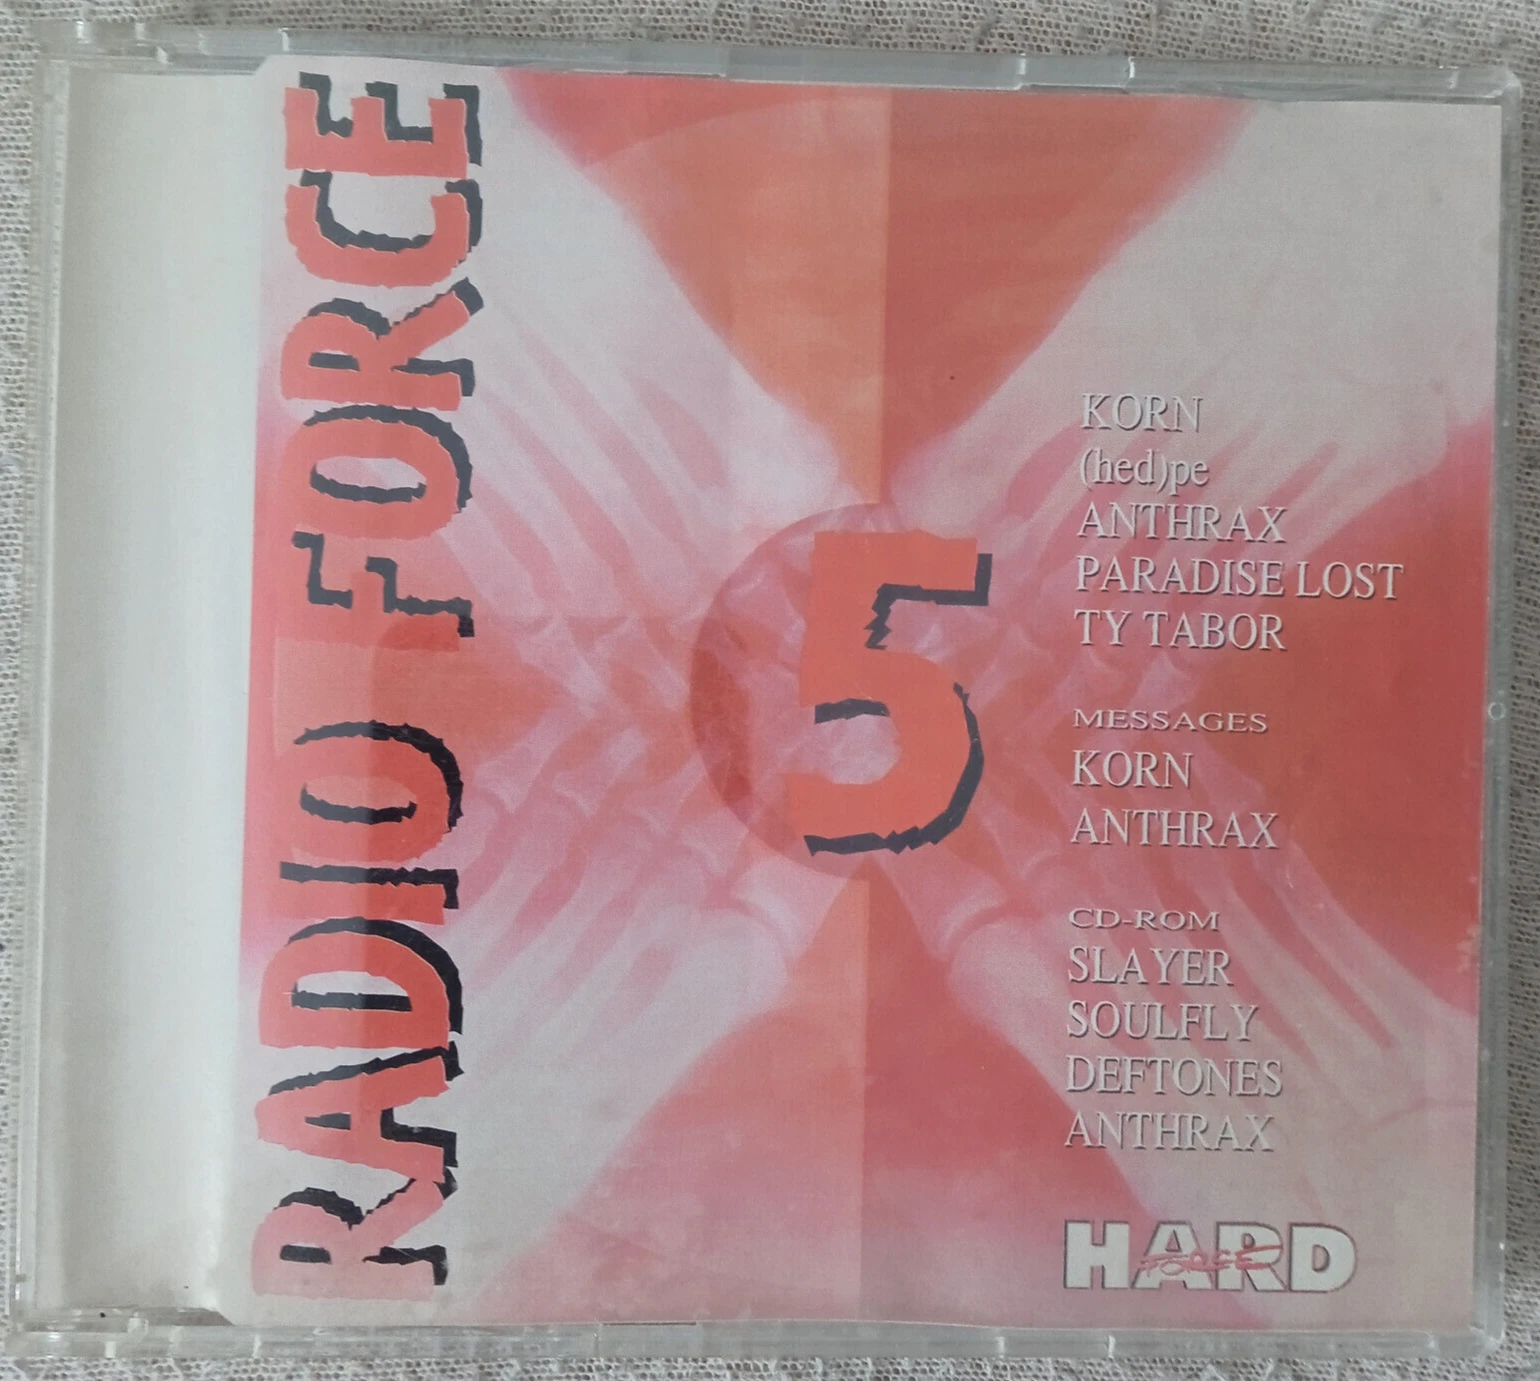 RADIO FORCE
5
KORN
(hed)pe
ANTHRAX
PARADISE LOST
TY TABOR
MESSAGES
KORN
ANTHRAX
CD-ROM
SLAYER
SOULFLY
DEFTONES
ANTHRAX
HARD
FORCE